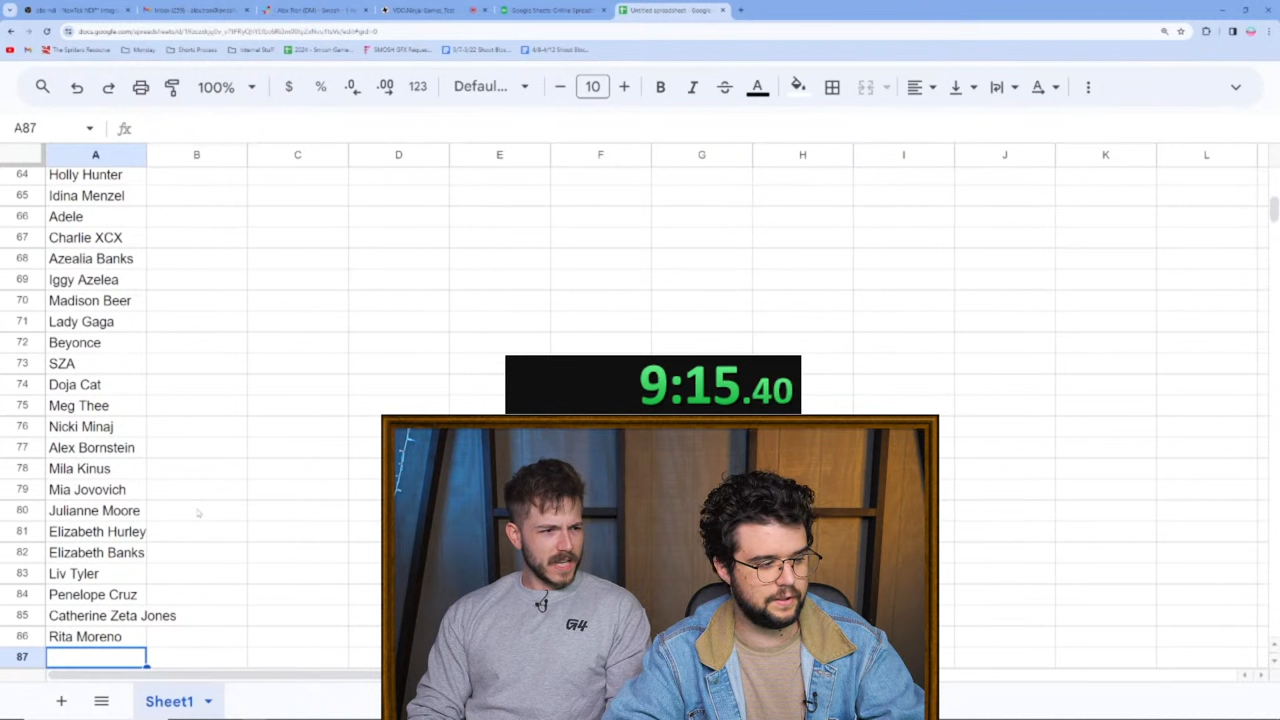 Untitled spreadsheet - Google
100%
$
%
.0
.00
123
Defaul...
10
B
I
A
A87
fx
A B C D E F G H I J K L
64 Holly Hunter
65 Idina Menzel
66 Adele
67 Charlie XCX
68 Azealia Banks
69 Iggy Azelea
70 Madison Beer
71 Lady Gaga
72 Beyonce
73 SZA
74 Doja Cat
75 Meg Thee
76 Nicki Minaj
77 Alex Bornstein
78 Mila Kinus
79 Mia Jovovich
80 Julianne Moore
81 Elizabeth Hurley
82 Elizabeth Banks
83 Liv Tyler
84 Penelope Cruz
85 Catherine Zeta Jones
86 Rita Moreno
87
9:15.40
G4
Sheet1